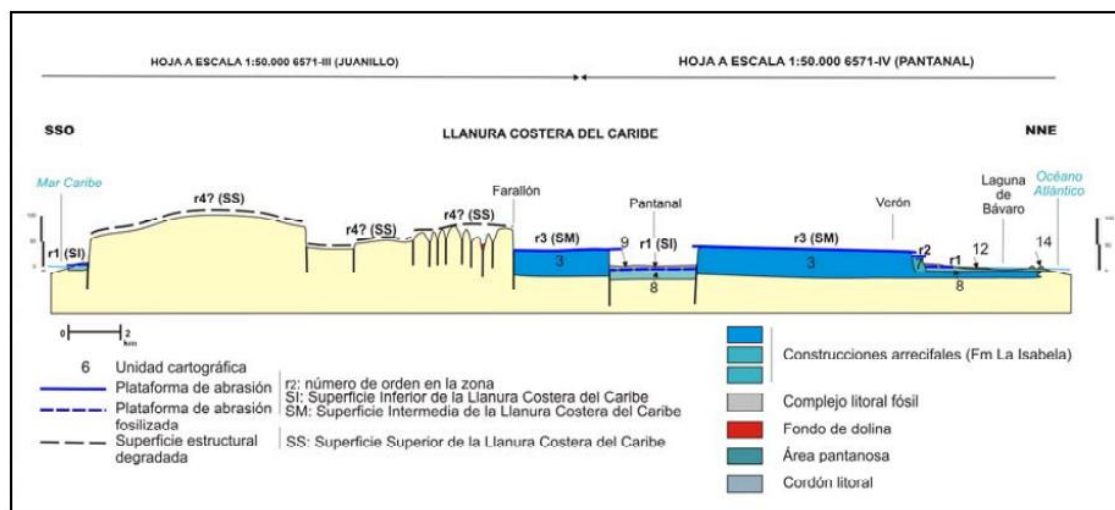 HOJA A ESCALA 1:50.000 6571-III (JUANILLO)
HOJA A ESCALA 1:50.000 6571-IV (PANTANAL)
SSO
LLANURA COSTERA DEL CARIBE
NNE
Mar Caribe
r4? (SS)
r4? (SS)
r4? (SS)
Farallón
Pantanal
Verón
Laguna de Bávaro
Océano Atlántico
r1 (SI)
r3 (SM)
9
r1 (SI)
r3 (SM)
r2
r1
12
14
3
8
3
7
8
100
50
0
0 2
km
6 Unidad cartográfica
Plataforma de abrasión
Plataforma de abrasión fosilizada
Superficie estructural degradada
r2: número de orden en la zona
SI: Superficie Inferior de la Llanura Costera del Caribe
SM: Superficie Intermedia de la Llanura Costera del Caribe
SS: Superficie Superior de la Llanura Costera del Caribe
Construcciones arrecifales (Fm La Isabela)
Complejo litoral fósil
Fondo de dolina
Área pantanosa
Cordón litoral